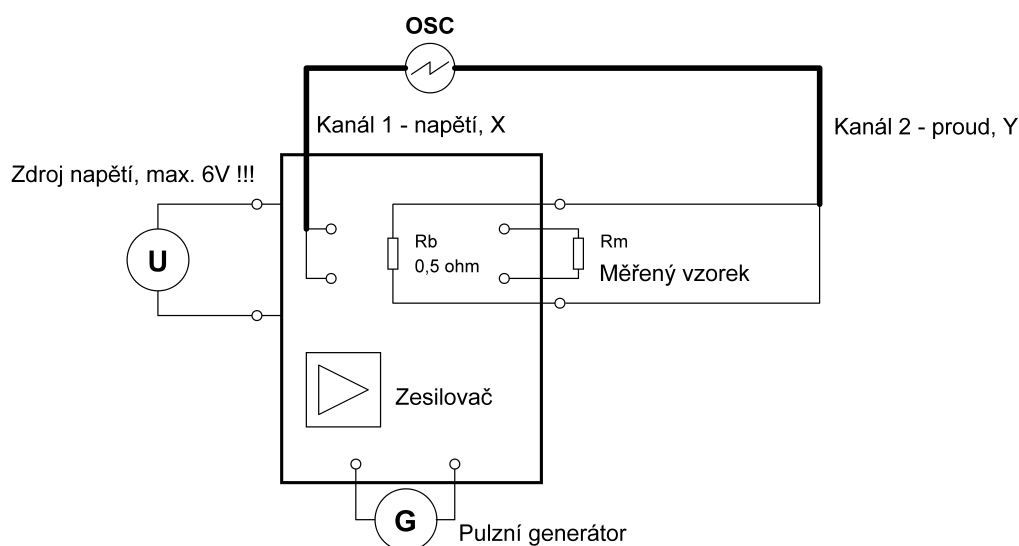 OSC
Kanál 1 - napětí, X
Kanál 2 - proud, Y
Zdroj napětí, max. 6V !!!
U
Rb
0,5 ohm
Rm
Měřený vzorek
Zesilovač
G
Pulzní generátor